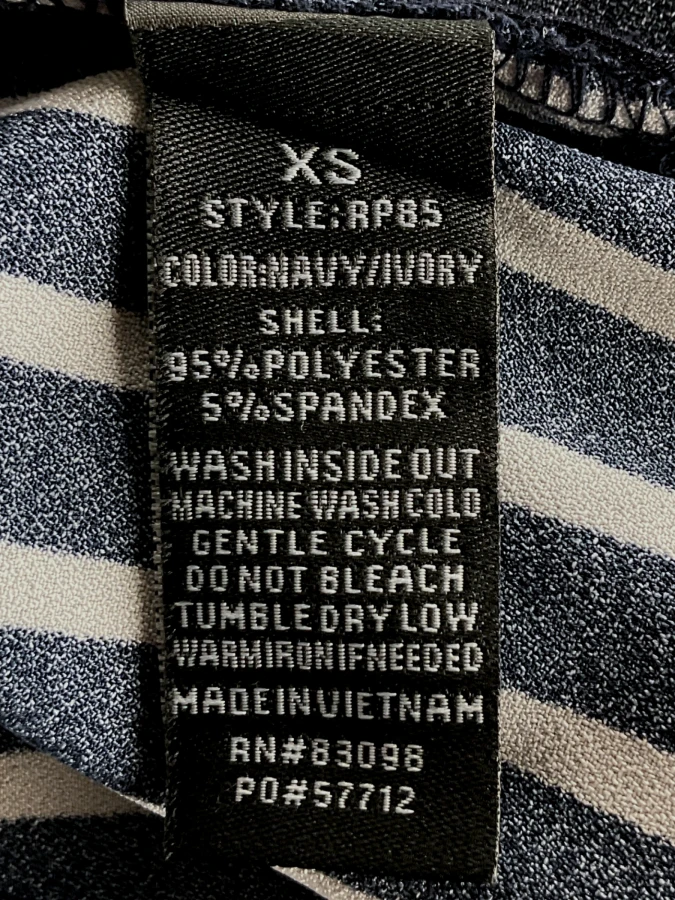 XS
STYLE:RP85
COLOR:NAVY/IVORY
SHELL:
95%POLYESTER
5%SPANDEX
WASH INSIDE OUT
MACHINE WASH COLD
GENTLE CYCLE
DO NOT BLEACH
TUMBLE DRY LOW
WARM IRON IF NEEDED
MADE IN VIETNAM
RN#83098
PO#57712